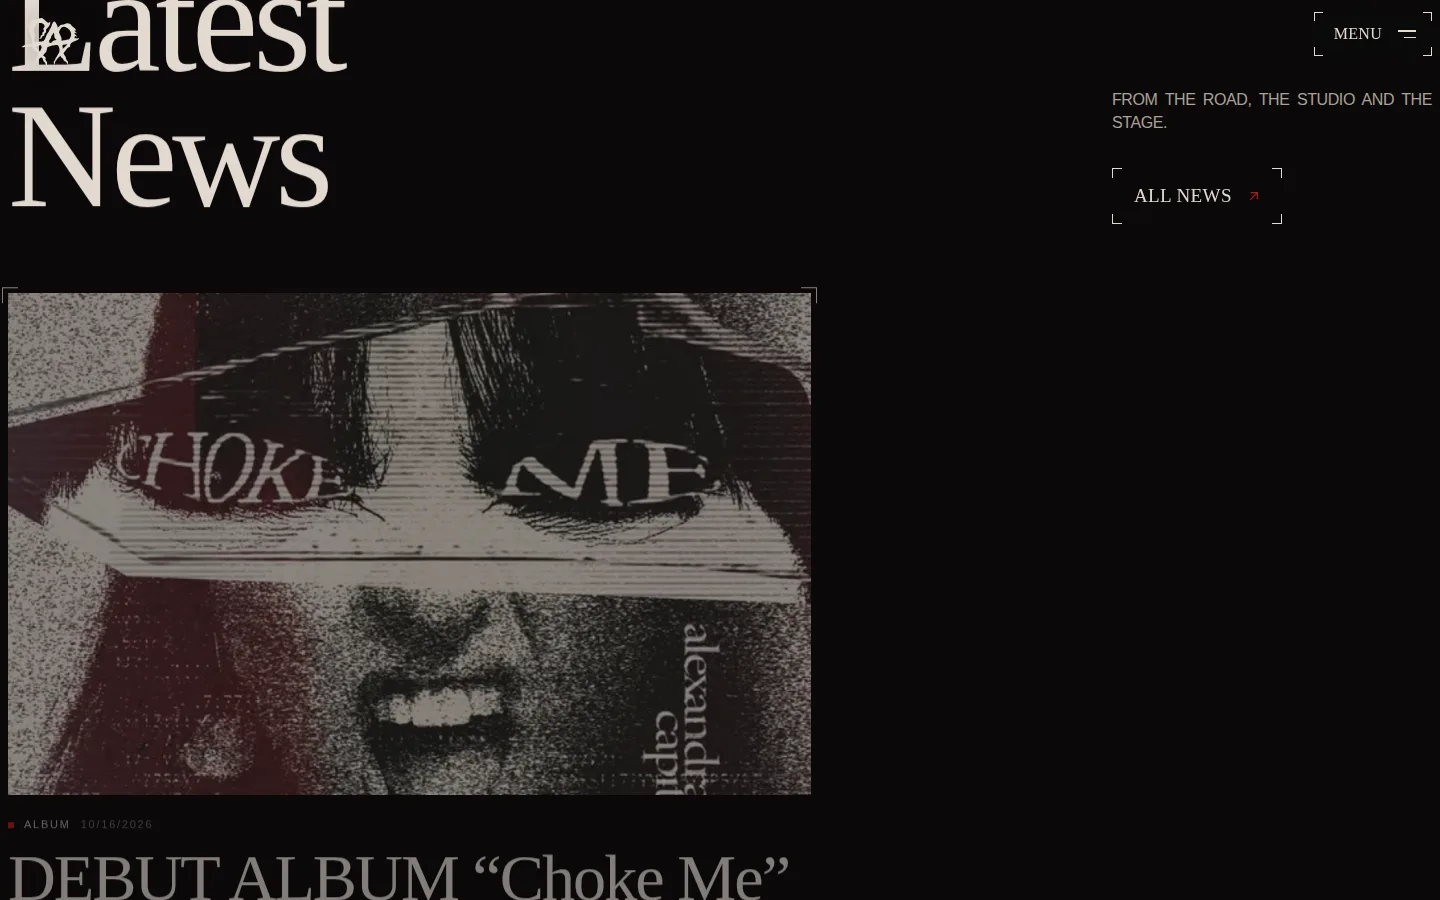 Latest
News
MENU
FROM THE ROAD, THE STUDIO AND THE
STAGE.
ALL NEWS
CHOKE ME
alexandra
ALBUM 10/16/2026
DEBUT ALBUM “Choke Me”